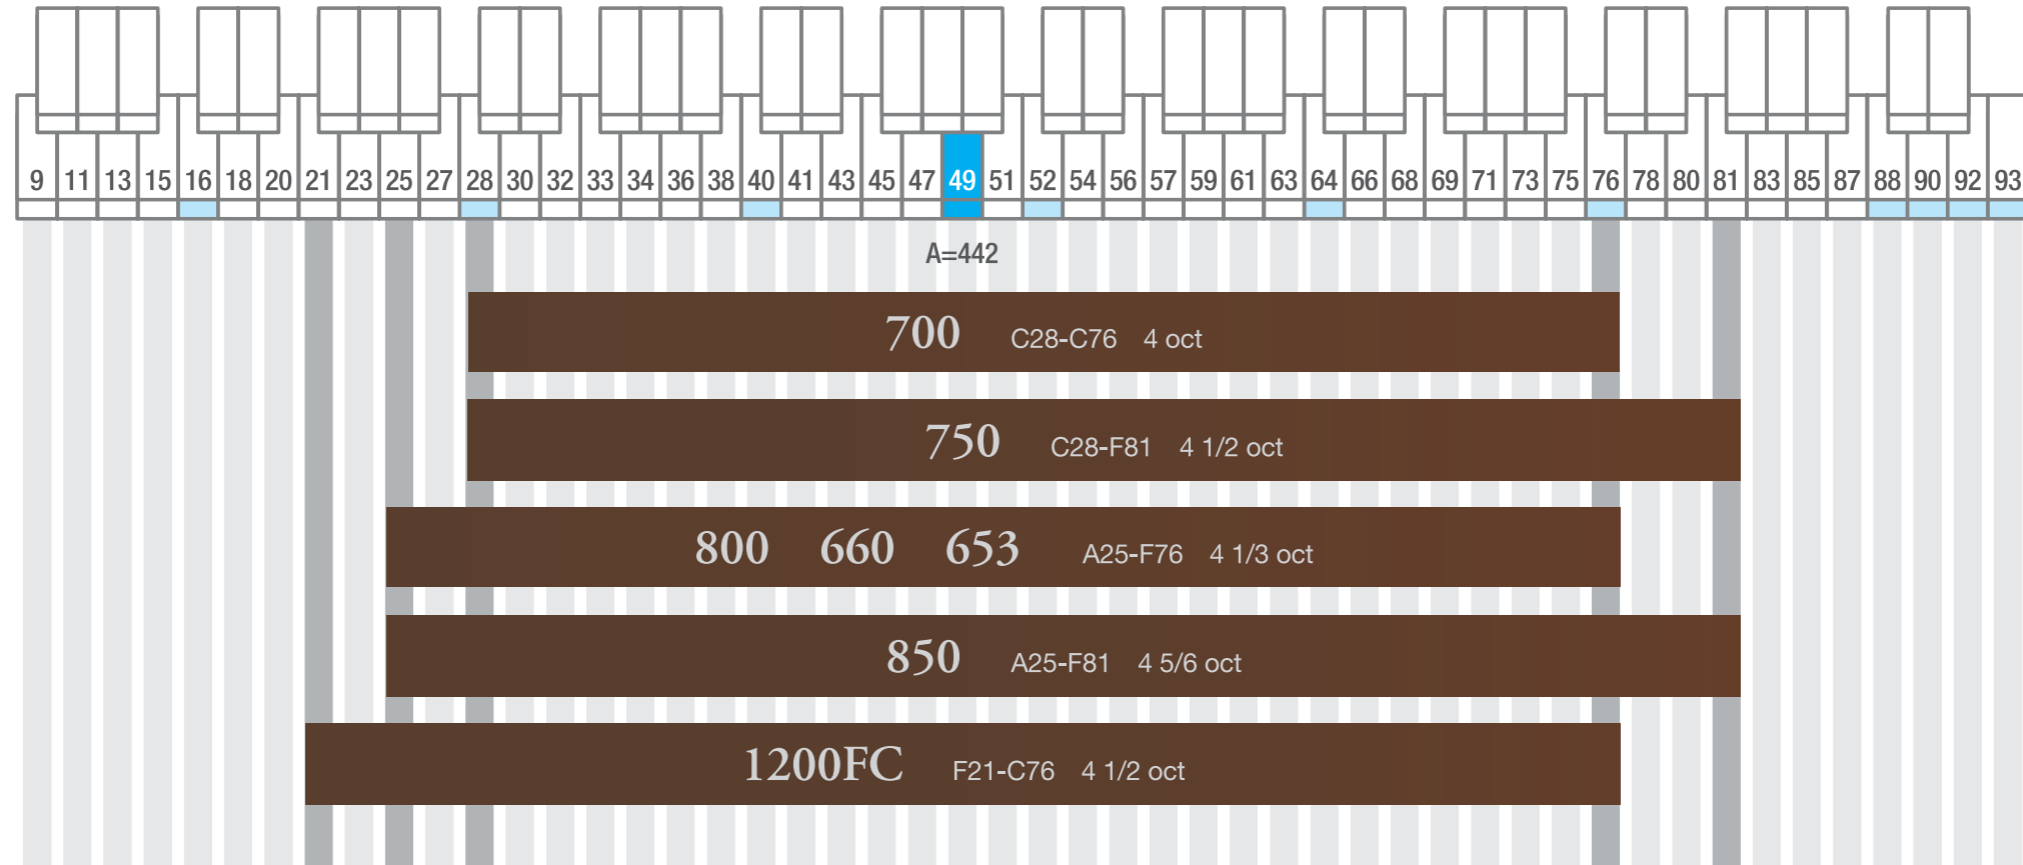 9 11 13 15 16 18 20 21 23 25 27 28 30 32 33 34 36 38 40 41 43 45 47 49 51 52 54 56 57 59 61 63 64 66 68 69 71 73 75 76 78 80 81 83 85 87 88 90 92 93
A=442
700 C28-C76 4 oct
750 C28-F81 4 1/2 oct
800 660 653 A25-F76 4 1/3 oct
850 A25-F81 4 5/6 oct
1200FC F21-C76 4 1/2 oct